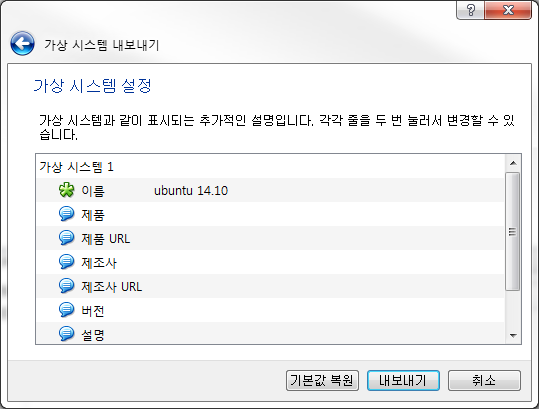 가상 시스템 내보내기
가상 시스템 설정
가상 시스템과 같이 표시되는 추가적인 설명입니다. 각각 줄을 두 번 눌러서 변경할 수 있
습니다.
가상 시스템 1
이름 ubuntu 14.10
제품
제품 URL
제조사
제조사 URL
버전
설명
기본값 복원 내보내기 취소